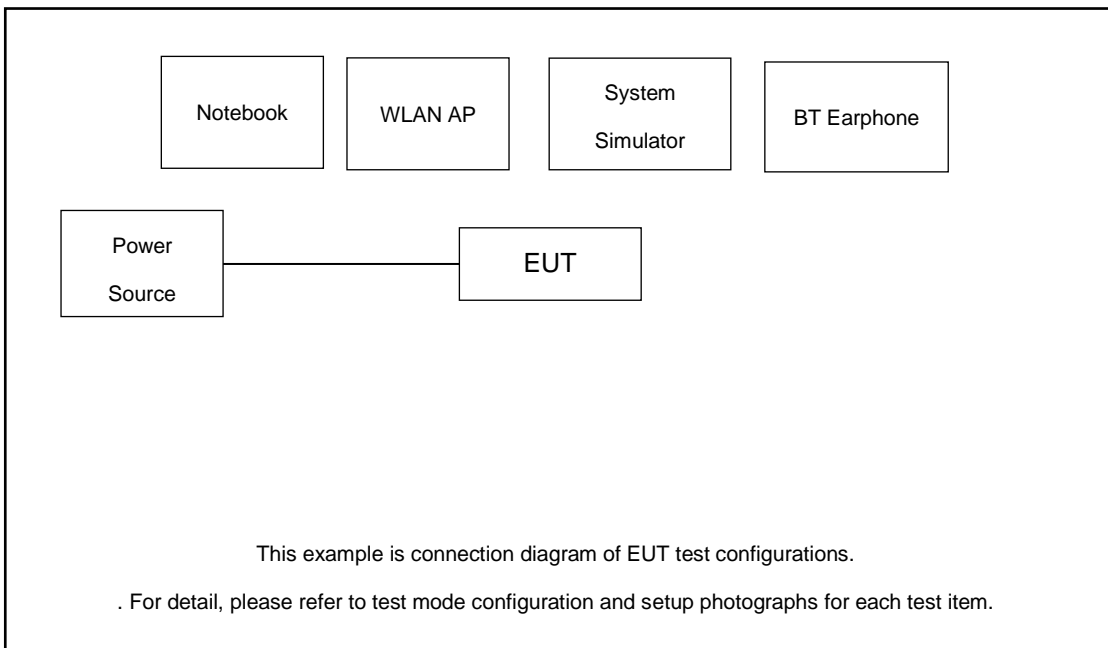 Notebook
WLAN AP
System
Simulator
BT Earphone
Power
Source
EUT
This example is connection diagram of EUT test configurations.
. For detail, please refer to test mode configuration and setup photographs for each test item.